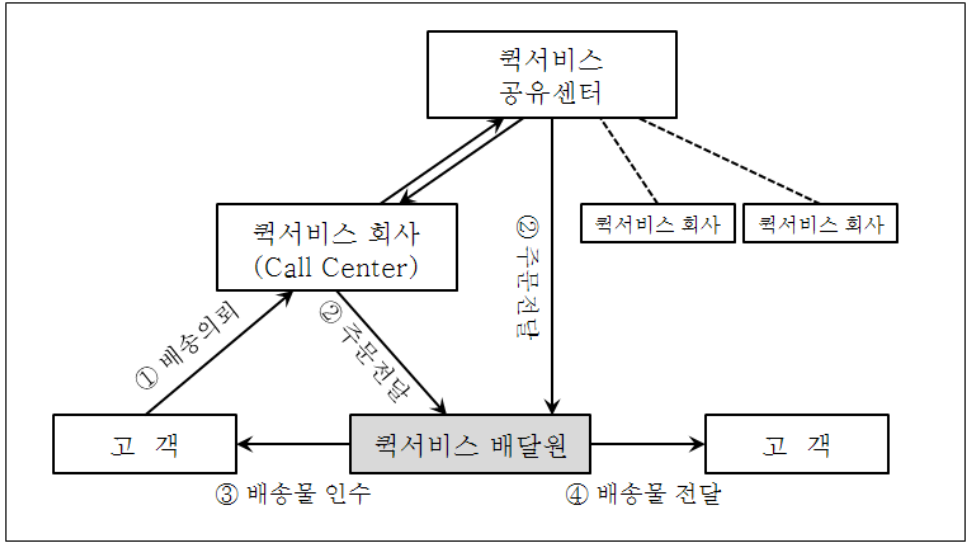 퀵서비스
공유센터
퀵서비스 회사
(Call Center)
퀵서비스 회사
퀵서비스 회사
① 배송의뢰
② 주문전달
② 주문전달
고 객
퀵서비스 배달원
고 객
③ 배송물 인수
④ 배송물 전달